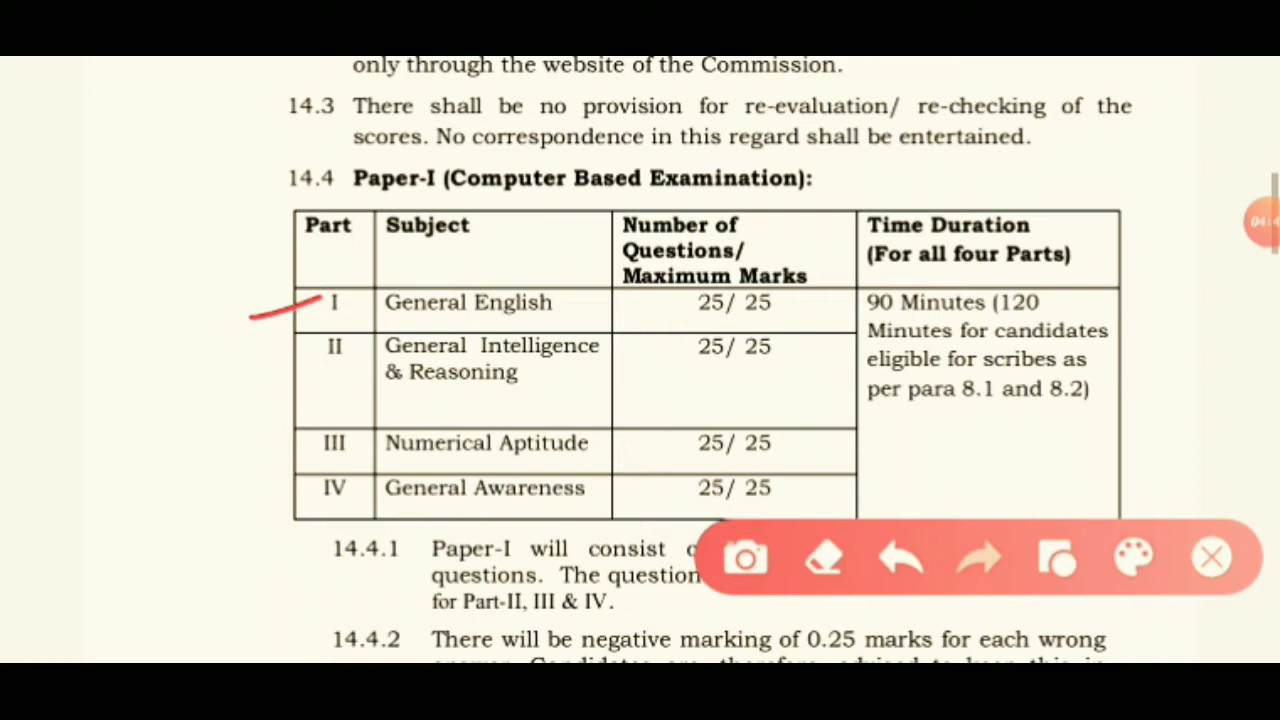 only through the website of the Commission.
14.3 There shall be no provision for re-evaluation/ re-checking of the
scores. No correspondence in this regard shall be entertained.
14.4 Paper-I (Computer Based Examination):
Part Subject Number of Questions/ Maximum Marks Time Duration (For all four Parts)
I General English 25/ 25 90 Minutes (120
Minutes for candidates
eligible for scribes as
per para 8.1 and 8.2)
II General Intelligence
& Reasoning 25/ 25
III Numerical Aptitude 25/ 25
IV General Awareness 25/ 25
14.4.1 Paper-I will consist
questions. The question
for Part-II, III & IV.
14.4.2 There will be negative marking of 0.25 marks for each wrong